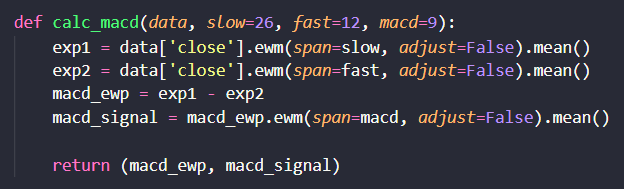 def calc_macd(data, slow=26, fast=12, macd=9):
    exp1 = data['close'].ewm(span=slow, adjust=False).mean()
    exp2 = data['close'].ewm(span=fast, adjust=False).mean()
    macd_ewp = exp1 - exp2
    macd_signal = macd_ewp.ewm(span=macd, adjust=False).mean()

    return (macd_ewp, macd_signal)